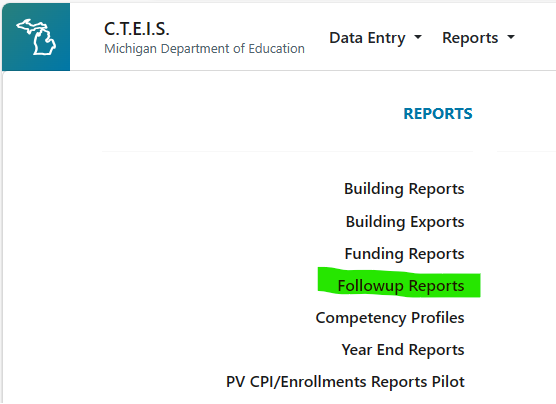 C.T.E.I.S.
Michigan Department of Education
Data Entry
Reports
REPORTS
Building Reports
Building Exports
Funding Reports
Followup Reports
Competency Profiles
Year End Reports
PV CPI/Enrollments Reports Pilot